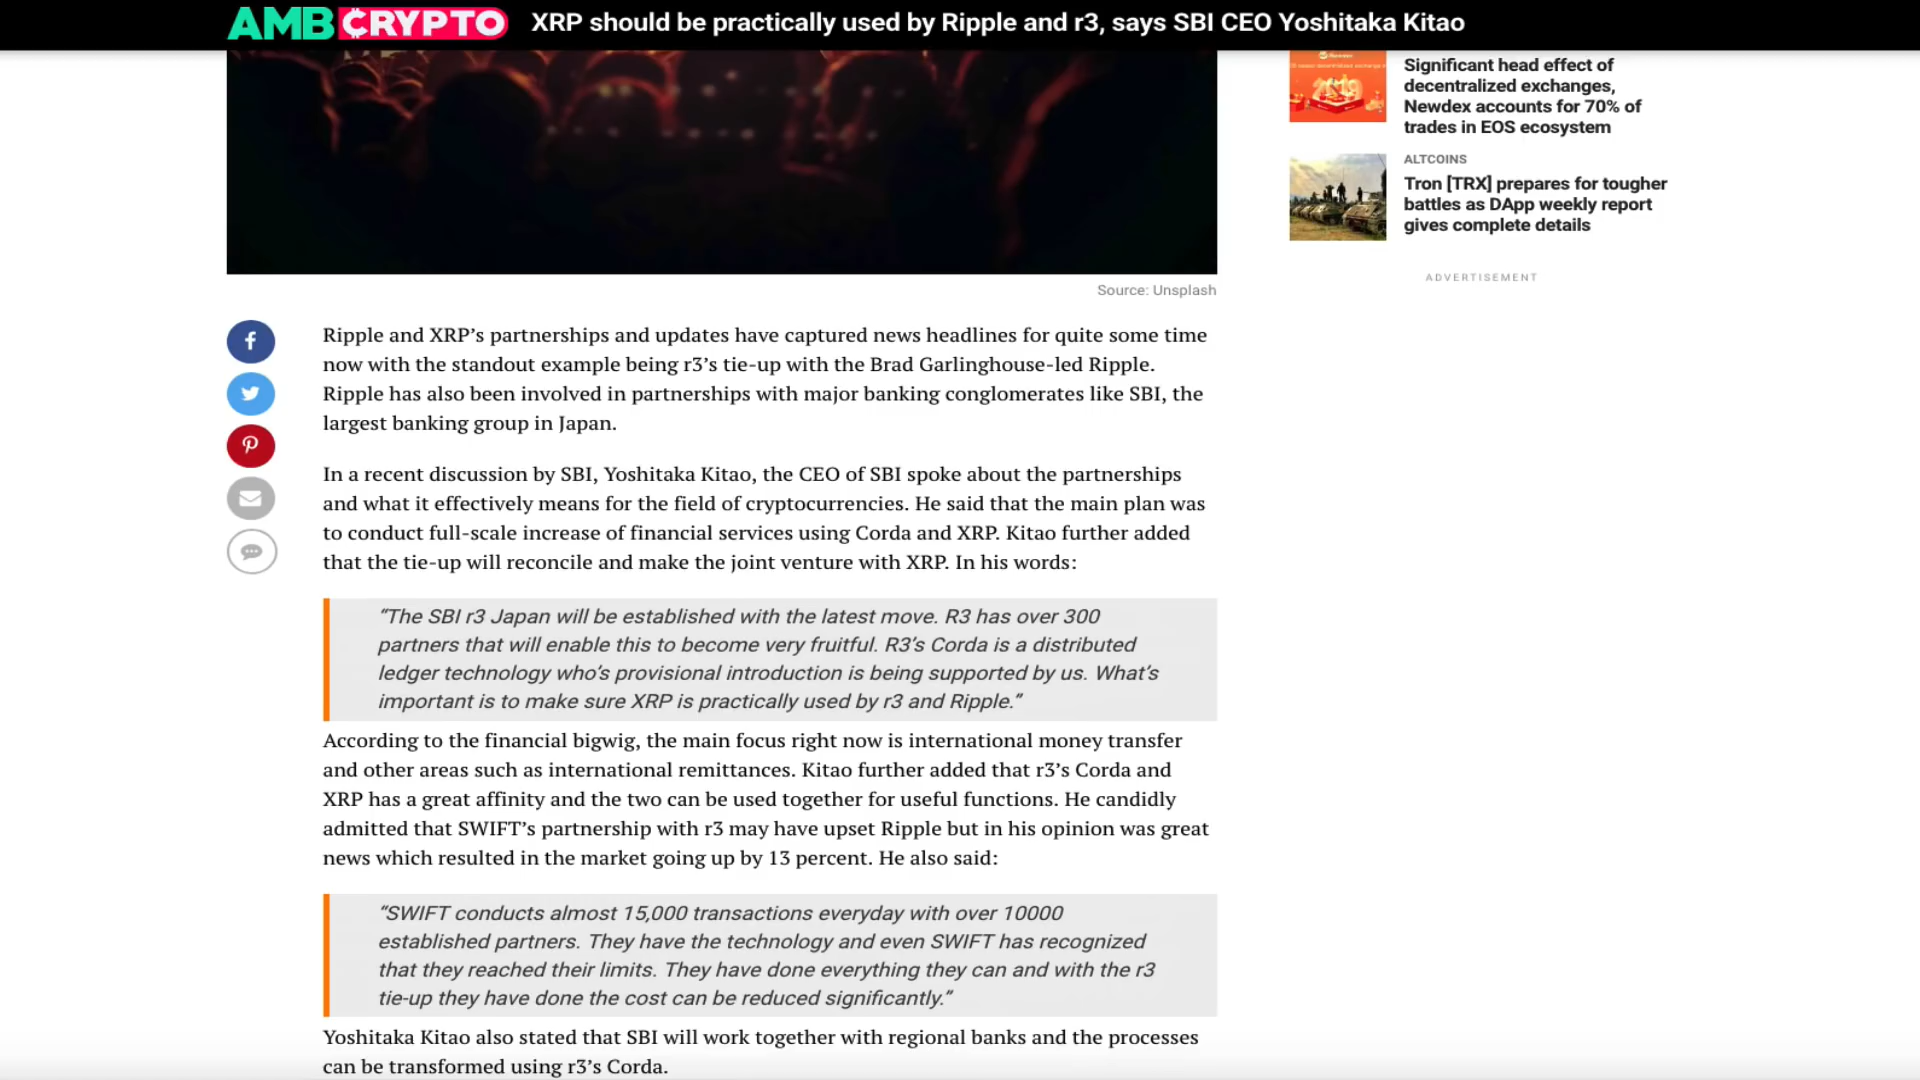 AMBCRYPTO XRP should be practically used by Ripple and r3, says SBI CEO Yoshitaka Kitao
Source: Unsplash
Ripple and XRP’s partnerships and updates have captured news headlines for quite some time
now with the standout example being r3’s tie-up with the Brad Garlinghouse-led Ripple.
Ripple has also been involved in partnerships with major banking conglomerates like SBI, the
largest banking group in Japan.
In a recent discussion by SBI, Yoshitaka Kitao, the CEO of SBI spoke about the partnerships
and what it effectively means for the field of cryptocurrencies. He said that the main plan was
to conduct full-scale increase of financial services using Corda and XRP. Kitao further added
that the tie-up will reconcile and make the joint venture with XRP. In his words:
“The SBI r3 Japan will be established with the latest move. R3 has over 300
partners that will enable this to become very fruitful. R3’s Corda is a distributed
ledger technology who’s provisional introduction is being supported by us. What’s
important is to make sure XRP is practically used by r3 and Ripple.”
According to the financial bigwig, the main focus right now is international money transfer
and other areas such as international remittances. Kitao further added that r3’s Corda and
XRP has a great affinity and the two can be used together for useful functions. He candidly
admitted that SWIFT’s partnership with r3 may have upset Ripple but in his opinion was great
news which resulted in the market going up by 13 percent. He also said:
“SWIFT conducts almost 15,000 transactions everyday with over 10000
established partners. They have the technology and even SWIFT has recognized
that they reached their limits. They have done everything they can and with the r3
tie-up they have done the cost can be reduced significantly.”
Yoshitaka Kitao also stated that SBI will work together with regional banks and the processes
can be transformed using r3’s Corda.
Significant head effect of
decentralized exchanges,
Newdex accounts for 70% of
trades in EOS ecosystem
ALTCOINS
Tron [TRX] prepares for tougher
battles as DApp weekly report
gives complete details
ADVERTISEMENT